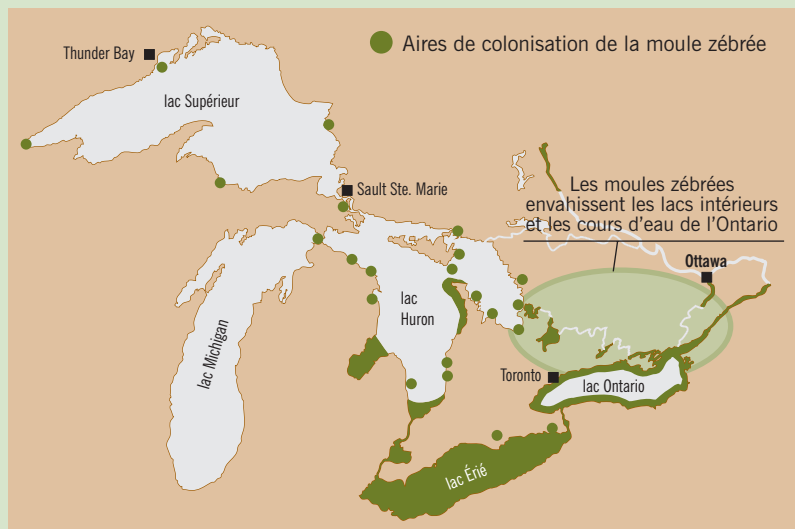 Aires de colonisation de la moule zébrée
Thunder Bay
lac Supérieur
Sault Ste. Marie
Les moules zébrées
envahissent les lacs intérieurs
et les cours d'eau de l'Ontario
Ottawa
lac
Huron
lac Michigan
Toronto
lac Ontario
lac Érié